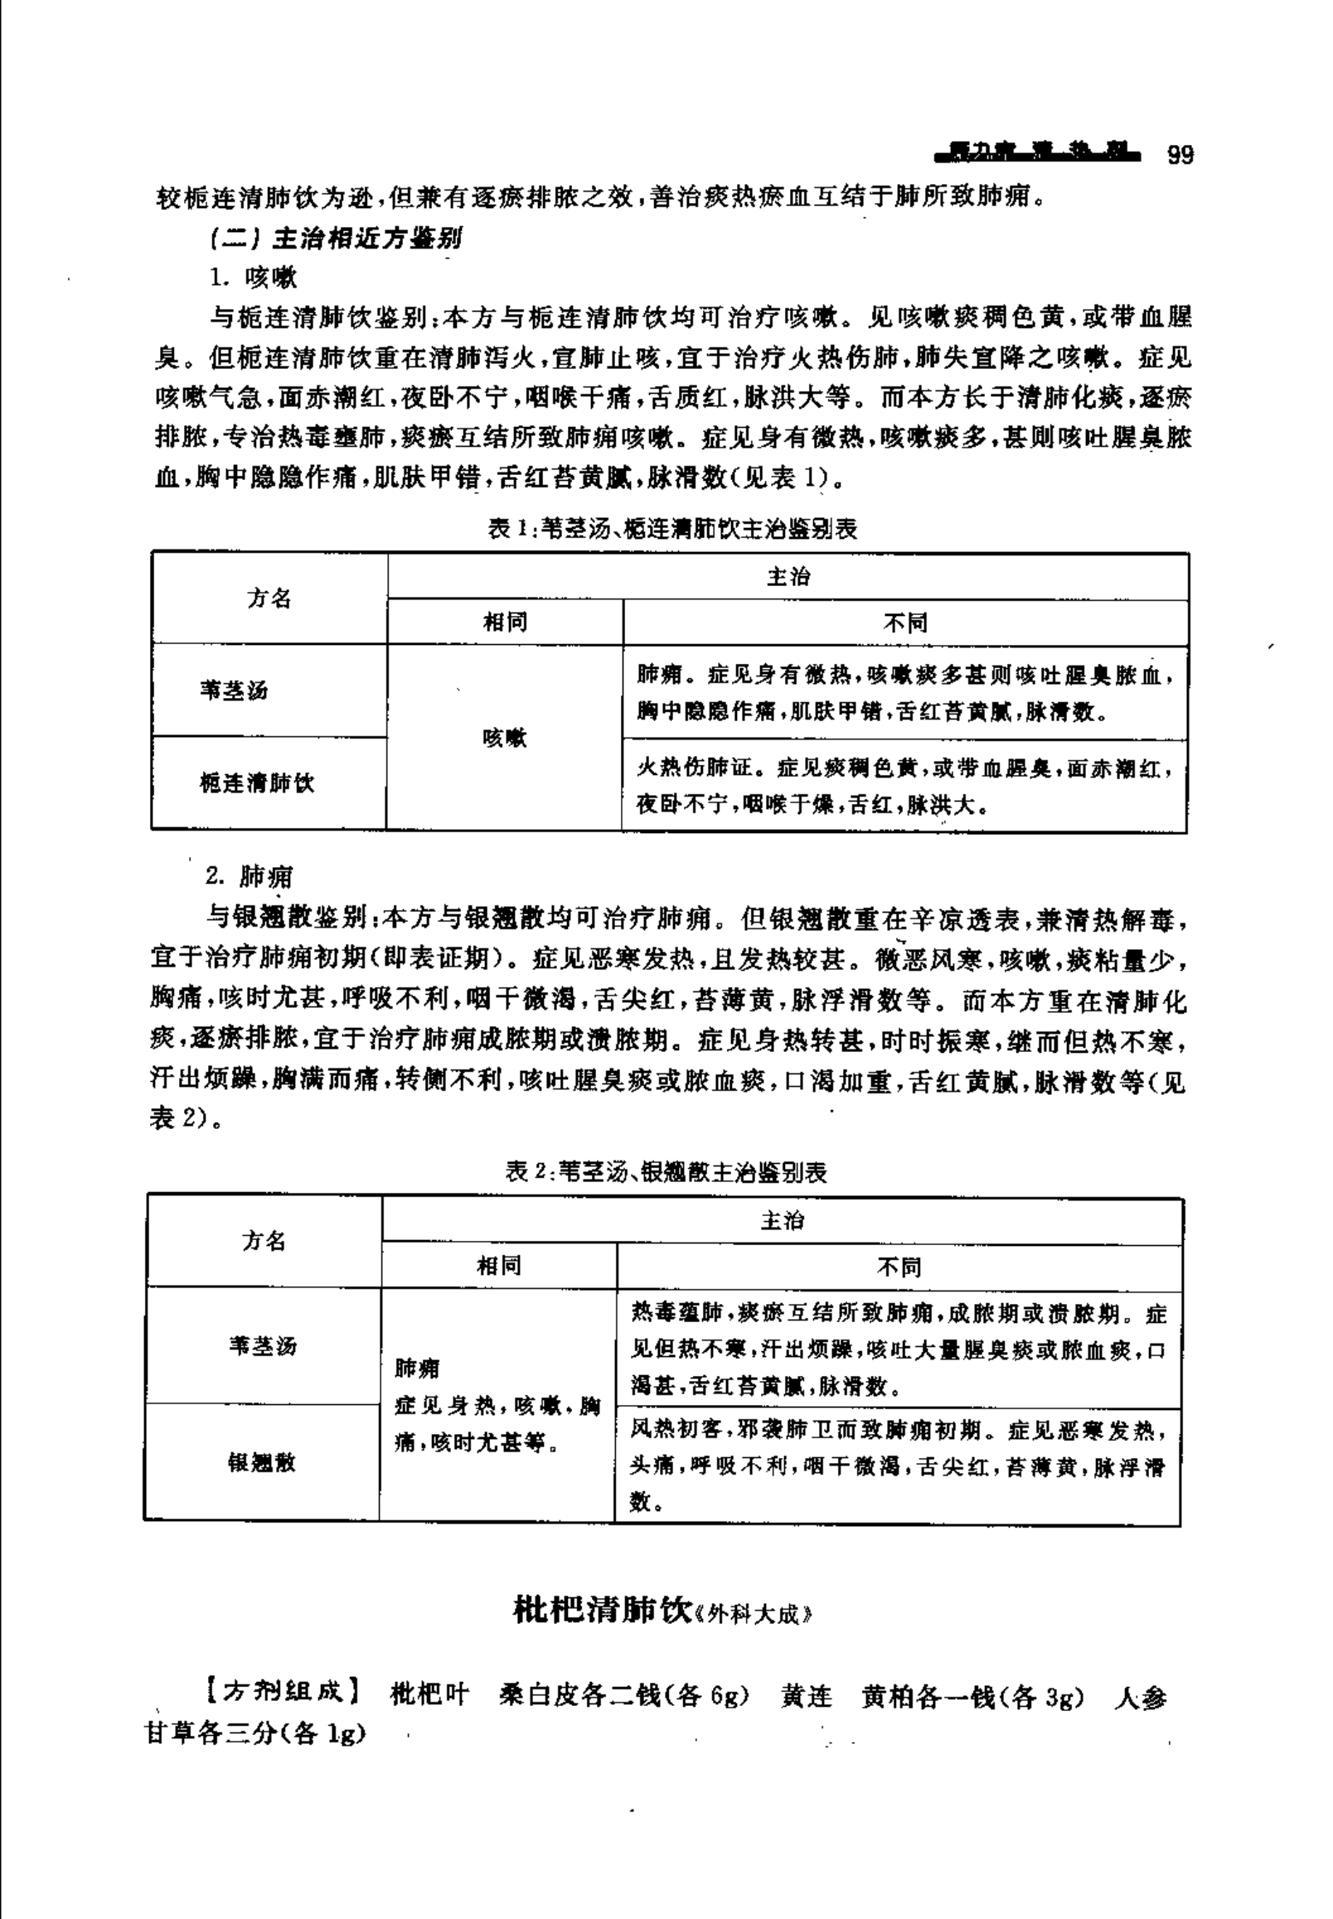 清热剂 99
较栀连清肺饮为逊,但兼有逐瘀排脓之效,善治痰热瘀血互结于肺所致肺痈。
(二)主治相近方鉴别
1. 咳嗽
与栀连清肺饮鉴别:本方与栀连清肺饮均可治疗咳嗽。见咳嗽痰稠色黄,或带血腥
臭。但栀连清肺饮重在清肺泻火,宣肺止咳,宜于治疗火热伤肺,肺失宣降之咳嗽。症见
咳嗽气急,面赤潮红,夜卧不宁,咽喉干痛,舌质红,脉洪大等。而本方长于清肺化痰,逐瘀
排脓,专治热毒壅肺,痰瘀互结所致肺痈咳嗽。症见身有微热,咳嗽痰多,甚则咳吐腥臭脓
血,胸中隐隐作痛,肌肤甲错,舌红苔黄腻,脉滑数(见表1)。
表1:苇茎汤、栀连清肺饮主治鉴别表
方名
主治
相同
不同
苇茎汤
咳嗽
肺痈。症见身有微热,咳嗽痰多甚则咳吐腥臭脓血,
胸中隐隐作痛,肌肤甲错,舌红苔黄腻,脉滑数。
栀连清肺饮
火热伤肺证。症见痰稠色黄,或带血腥臭,面赤潮红,
夜卧不宁,咽喉干燥,舌红,脉洪大。
2. 肺痈
与银翘散鉴别:本方与银翘散均可治疗肺痈。但银翘散重在辛凉透表,兼清热解毒,
宜于治疗肺痈初期(即表证期)。症见恶寒发热,且发热较甚。微恶风寒,咳嗽,痰粘量少,
胸痛,咳时尤甚,呼吸不利,咽干微渴,舌尖红,苔薄黄,脉浮滑数等。而本方重在清肺化
痰,逐瘀排脓,宜于治疗肺痈成脓期或溃脓期。症见身热转甚,时时振寒,继而但热不寒,
汗出烦躁,胸满而痛,转侧不利,咳吐腥臭痰或脓血痰,口渴加重,舌红黄腻,脉滑数等(见
表2)。
表2:苇茎汤、银翘散主治鉴别表
方名
主治
相同
不同
苇茎汤
肺痈
症见身热,咳嗽,胸
痛,咳时尤甚等。
热毒蕴肺,痰瘀互结所致肺痈,成脓期或溃脓期。症
见但热不寒,汗出烦躁,咳吐大量腥臭痰或脓血痰,口
渴甚,舌红苔黄腻,脉滑数。
银翘散
风热初客,邪袭肺卫而致肺痈初期。症见恶寒发热,
头痛,呼吸不利,咽干微渴,舌尖红,苔薄黄,脉浮滑
数。
枇杷清肺饮《外科大成》
【方剂组成】 枇杷叶 桑白皮各二钱(各6g) 黄连 黄柏各一钱(各3g) 人参
甘草各三分(各1g)